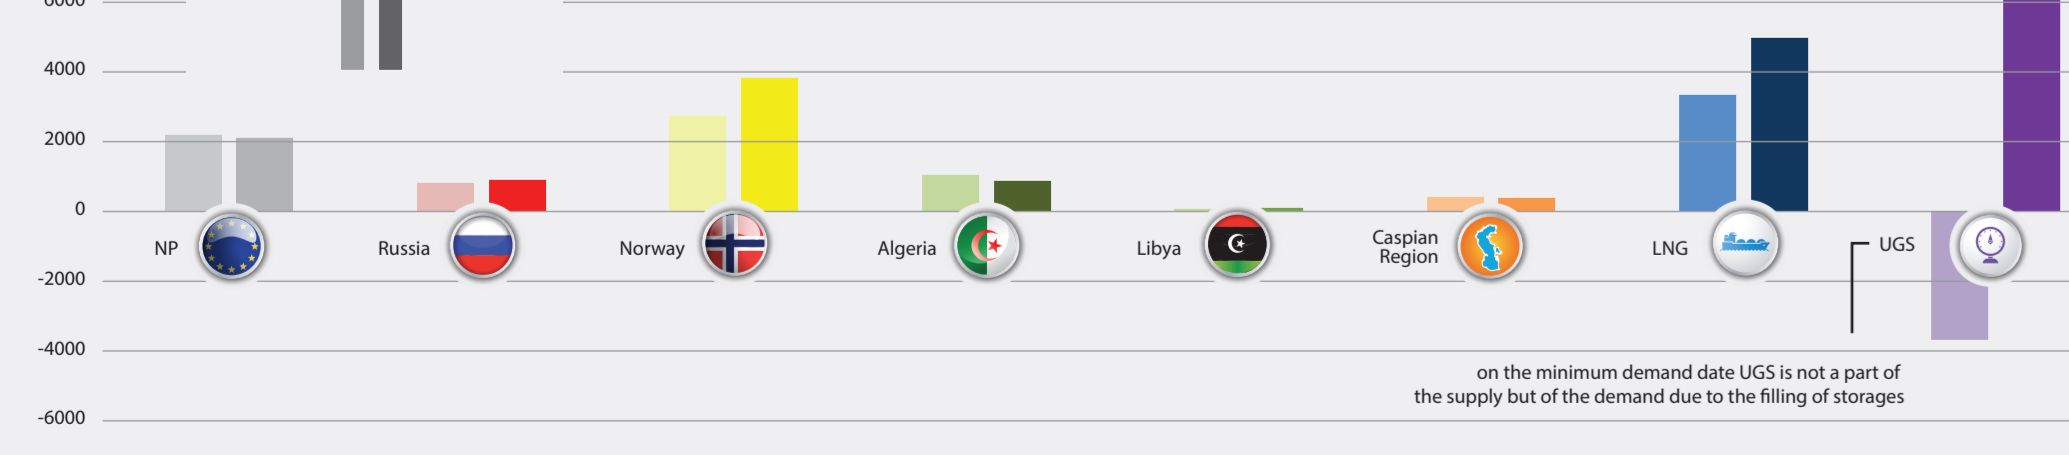 6000
4000
2000
0
NP
Russia
Norway
Algeria
Libya
Caspian
Region
LNG
UGS
-2000
-4000
on the minimum demand date UGS is not a part of
the supply but of the demand due to the filling of storages
-6000